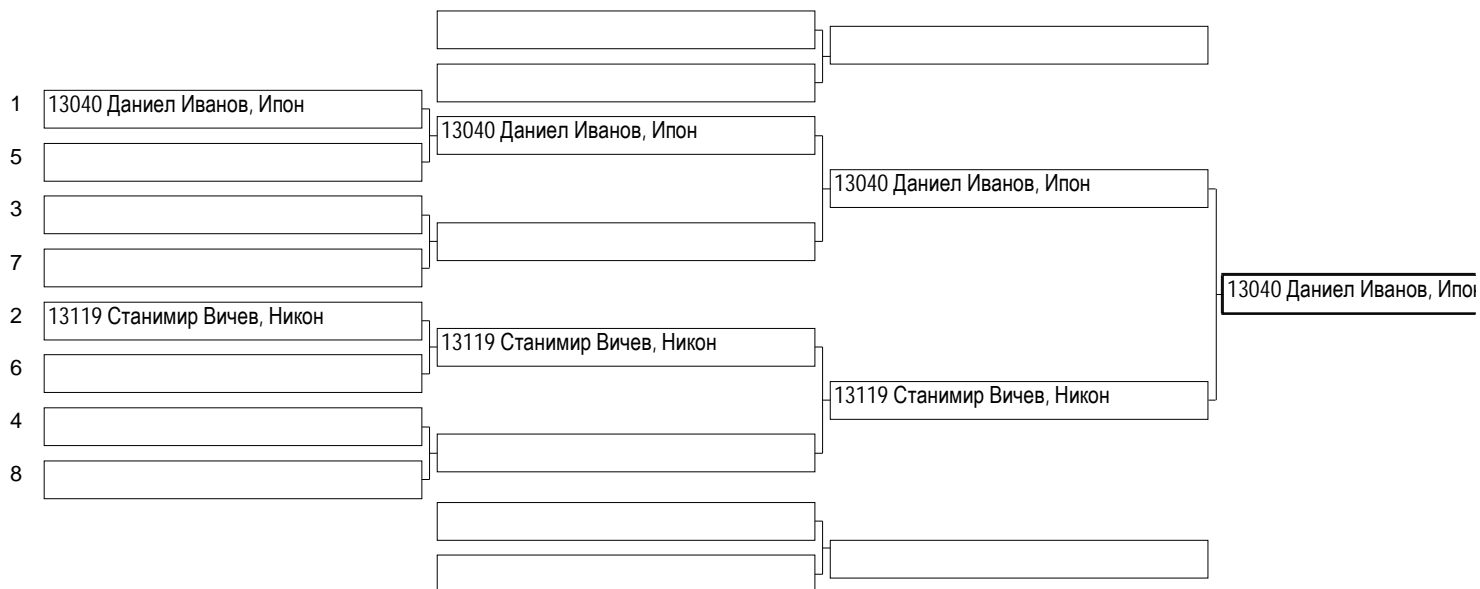 1
13040 Даниел Иванов, Ипон
13040 Даниел Иванов, Ипон
5
13040 Даниел Иванов, Ипон
3
7
13040 Даниел Иванов, Ипон
2
13119 Станимир Вичев, Никон
13119 Станимир Вичев, Никон
6
13119 Станимир Вичев, Никон
4
8